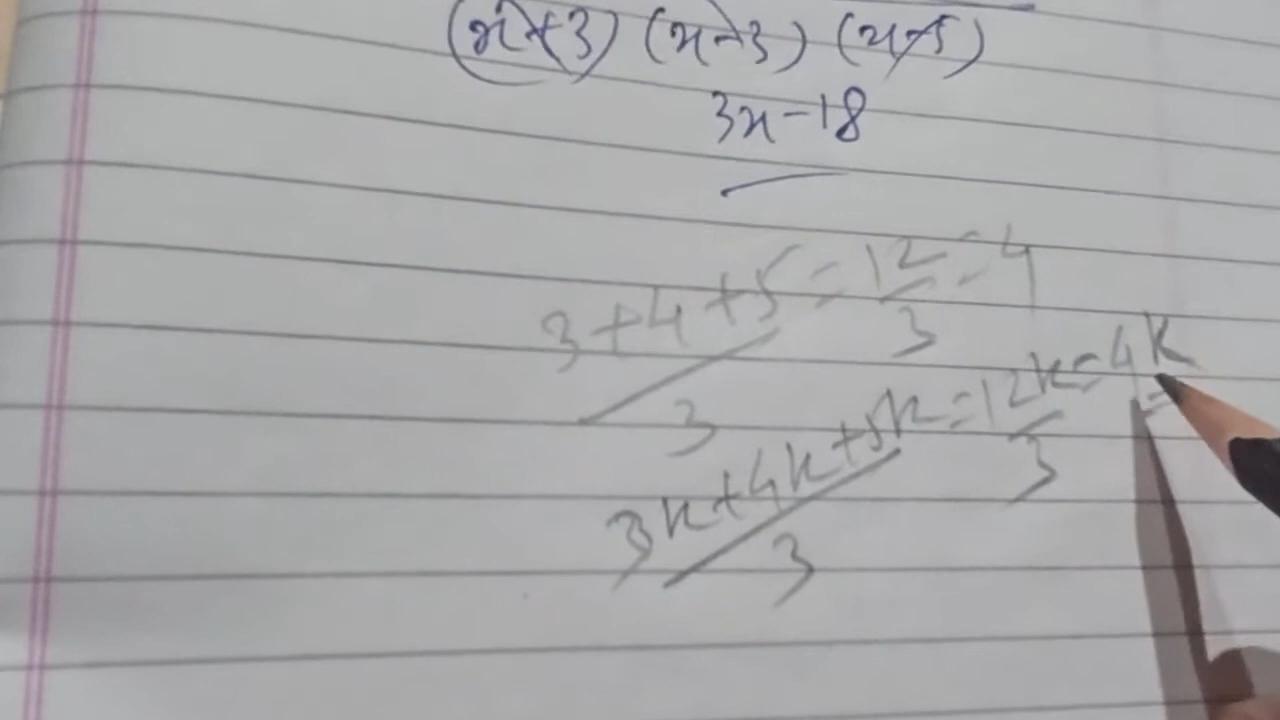 (x+3) (x-3) (x-5)
3x-18
3+4+5/3 = 12/3 = 4
3k+4k+5k/3 = 12k/3 = 4k